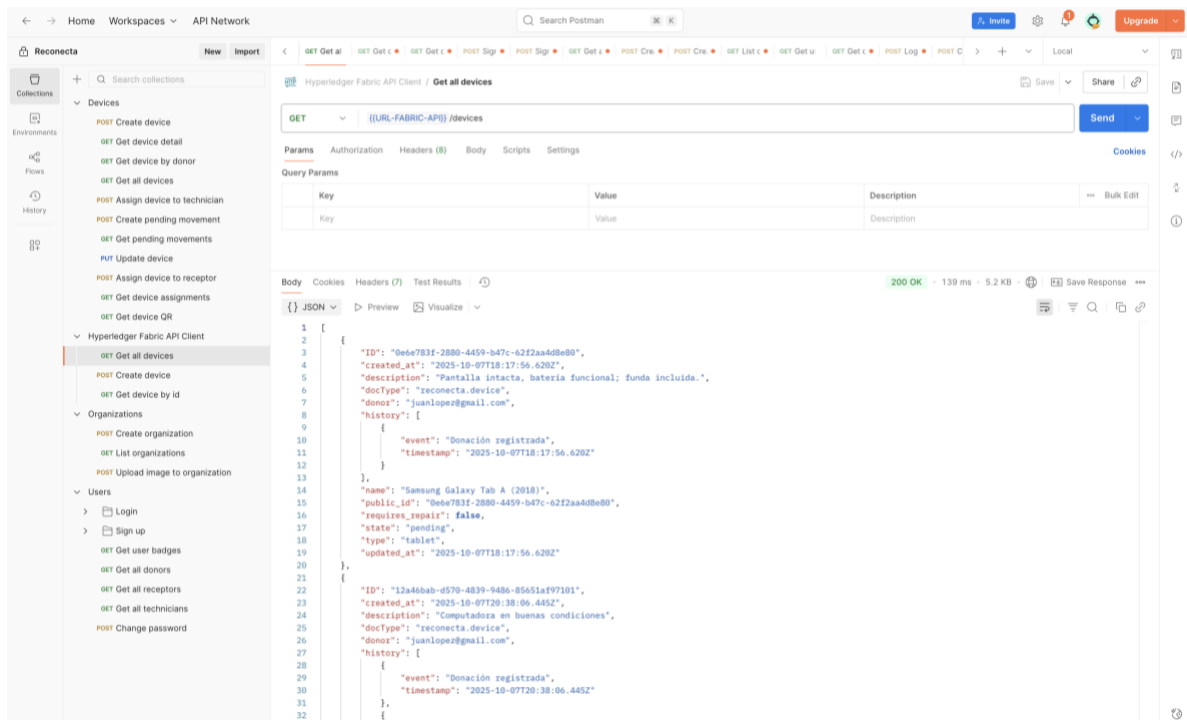 Home Workspaces API Network Search Postman ⌘ K Invite 1 Upgrade
Reconecta New Import GET Get al GET Get c GET Get c POST Sig POST Sig GET Get a POST Cre. POST Cre. GET List c GET Get u GET Get c POST Log POST C Local
Collections
Environments
Flows
History
Search collections
Devices
POST Create device
GET Get device detail
GET Get device by donor
GET Get all devices
POST Assign device to technician
POST Create pending movement
GET Get pending movements
PUT Update device
POST Assign device to receptor
GET Get device assignments
GET Get device QR
Hyperledger Fabric API Client
GET Get all devices
POST Create device
GET Get device by id
Organizations
POST Create organization
GET List organizations
POST Upload image to organization
Users
Login
Sign up
GET Get user badges
GET Get all donors
GET Get all receptors
GET Get all technicians
POST Change password
Hyperledger Fabric API Client / Get all devices Save Share
GET {{URL-FABRIC-API}} /devices Send
Params Authorization Headers (8) Body Scripts Settings Cookies
Query Params
Key Value Description ••• Bulk Edit
Key Value Description
Body Cookies Headers (7) Test Results 200 OK • 139 ms • 5.2 KB • Save Response •••
{} JSON Preview Visualize
1 [
2 {
3 "ID": "0e6e783f-2880-4459-b47c-62f2aa4d8e80",
4 "created_at": "2025-10-07T18:17:56.620Z",
5 "description": "Pantalla intacta, batería funcional; funda incluida.",
6 "docType": "reconecta.device",
7 "donor": "juanlopez@gmail.com",
8 "history": [
9 {
10 "event": "Donación registrada",
11 "timestamp": "2025-10-07T18:17:56.620Z"
12 }
13 ],
14 "name": "Samsung Galaxy Tab A (2018)",
15 "public_id": "0e6e783f-2880-4459-b47c-62f2aa4d8e80",
16 "requires_repair": false,
17 "state": "pending",
18 "type": "tablet",
19 "updated_at": "2025-10-07T18:17:56.620Z"
20 },
21 {
22 "ID": "12a46bab-d570-4839-9486-85651af97101",
23 "created_at": "2025-10-07T20:38:06.445Z",
24 "description": "Computadora en buenas condiciones",
25 "docType": "reconecta.device",
26 "donor": "juanlopez@gmail.com",
27 "history": [
28 {
29 "event": "Donación registrada",
30 "timestamp": "2025-10-07T20:38:06.445Z"
31 },
32 {